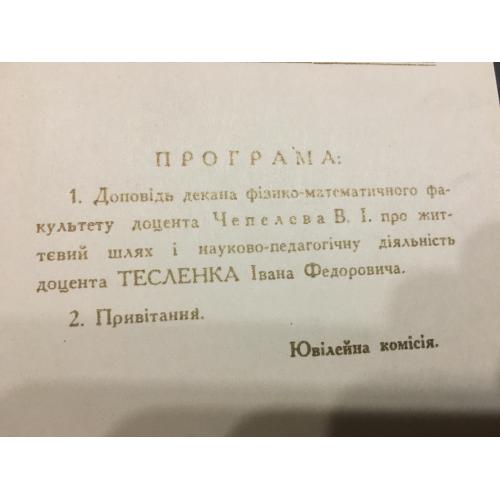 ПРОГРАМА:
1. Доповідь декана фізико-математичного фа-
культету доцента Чепелєва В. І. про жит-
тєвий шлях і науково-педагогічну діяльність
доцента ТЕСЛЕНКА Івана Федоровича.
2. Привітання.
Ювілейна комісія.